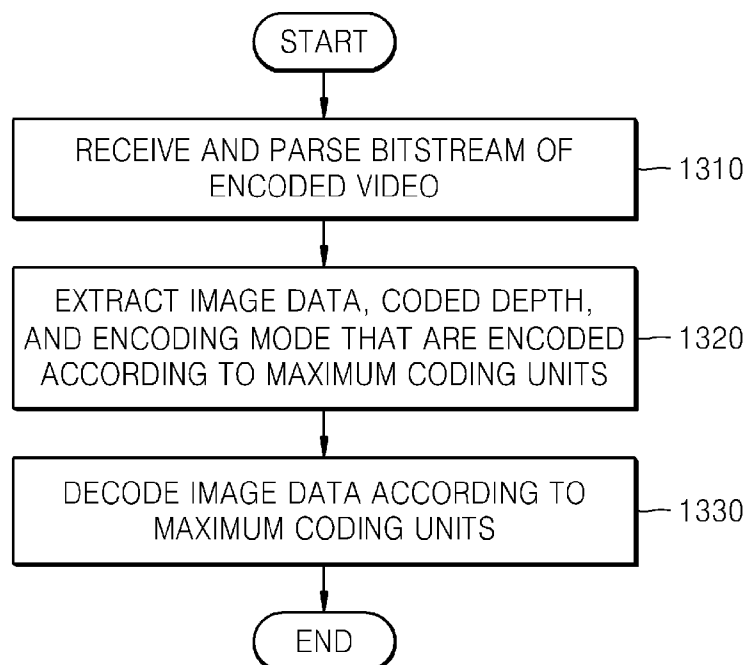 START
RECEIVE AND PARSE BITSTREAM OF
ENCODED VIDEO
1310
EXTRACT IMAGE DATA, CODED DEPTH,
AND ENCODING MODE THAT ARE ENCODED
ACCORDING TO MAXIMUM CODING UNITS
1320
DECODE IMAGE DATA ACCORDING TO
MAXIMUM CODING UNITS
1330
END